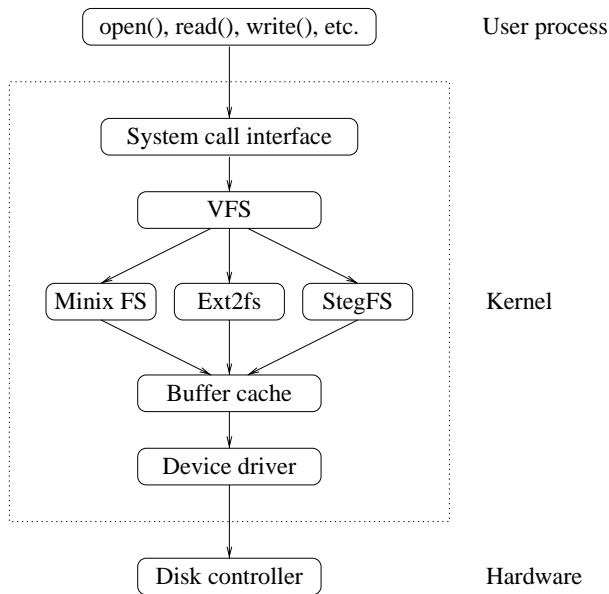 open(), read(), write(), etc. User process
System call interface
VFS
Minix FS Ext2fs StegFS Kernel
Buffer cache
Device driver
Disk controller Hardware